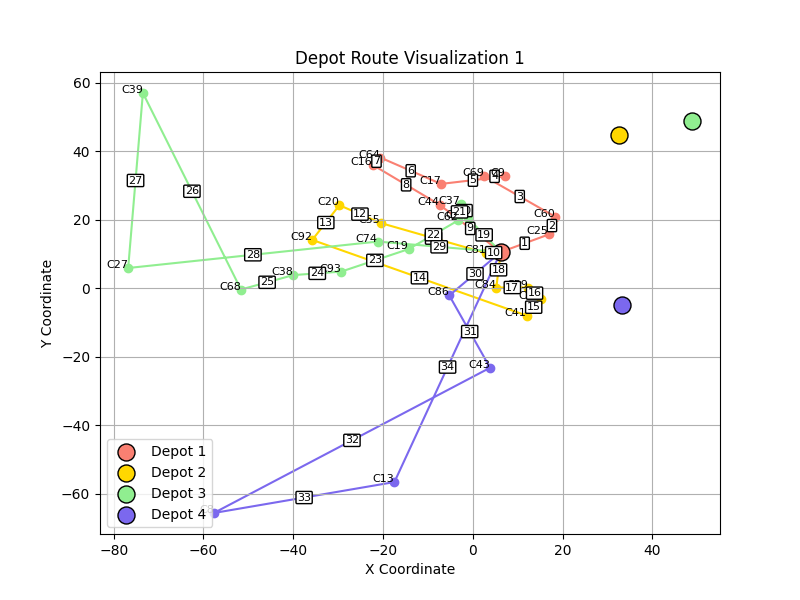 Depot Route Visualization 1
60
40
20
0
−20
−40
−60
−80
−60
−40
−20
0
20
40
X Coordinate
Y Coordinate
Depot 1
Depot 2
Depot 3
Depot 4
C39
C64
C16
C17
C69
C44
C37
C60
C25
C20
C55
C92
C74
C19
C81
C27
C68
C38
C93
C86
C84
C41
C43
C13
1
2
3
5
6
7
8
9
10
12
13
14
15
15
16
17
18
19
22
23
24
25
26
27
28
29
30
31
32
33
34